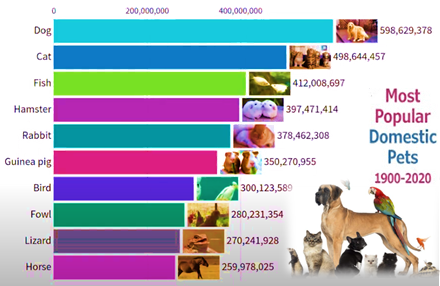 0 200,000,000 400,000,000
Dog 598,629,378
Cat 498,644,457
Fish 412,008,697
Hamster 397,471,414
Rabbit 378,462,308
Guinea pig 350,270,955
Bird 300,123,589
Fowl 280,231,354
Lizard 270,241,928
Horse 259,978,025
Most
Popular
Domestic
Pets
1900-2020